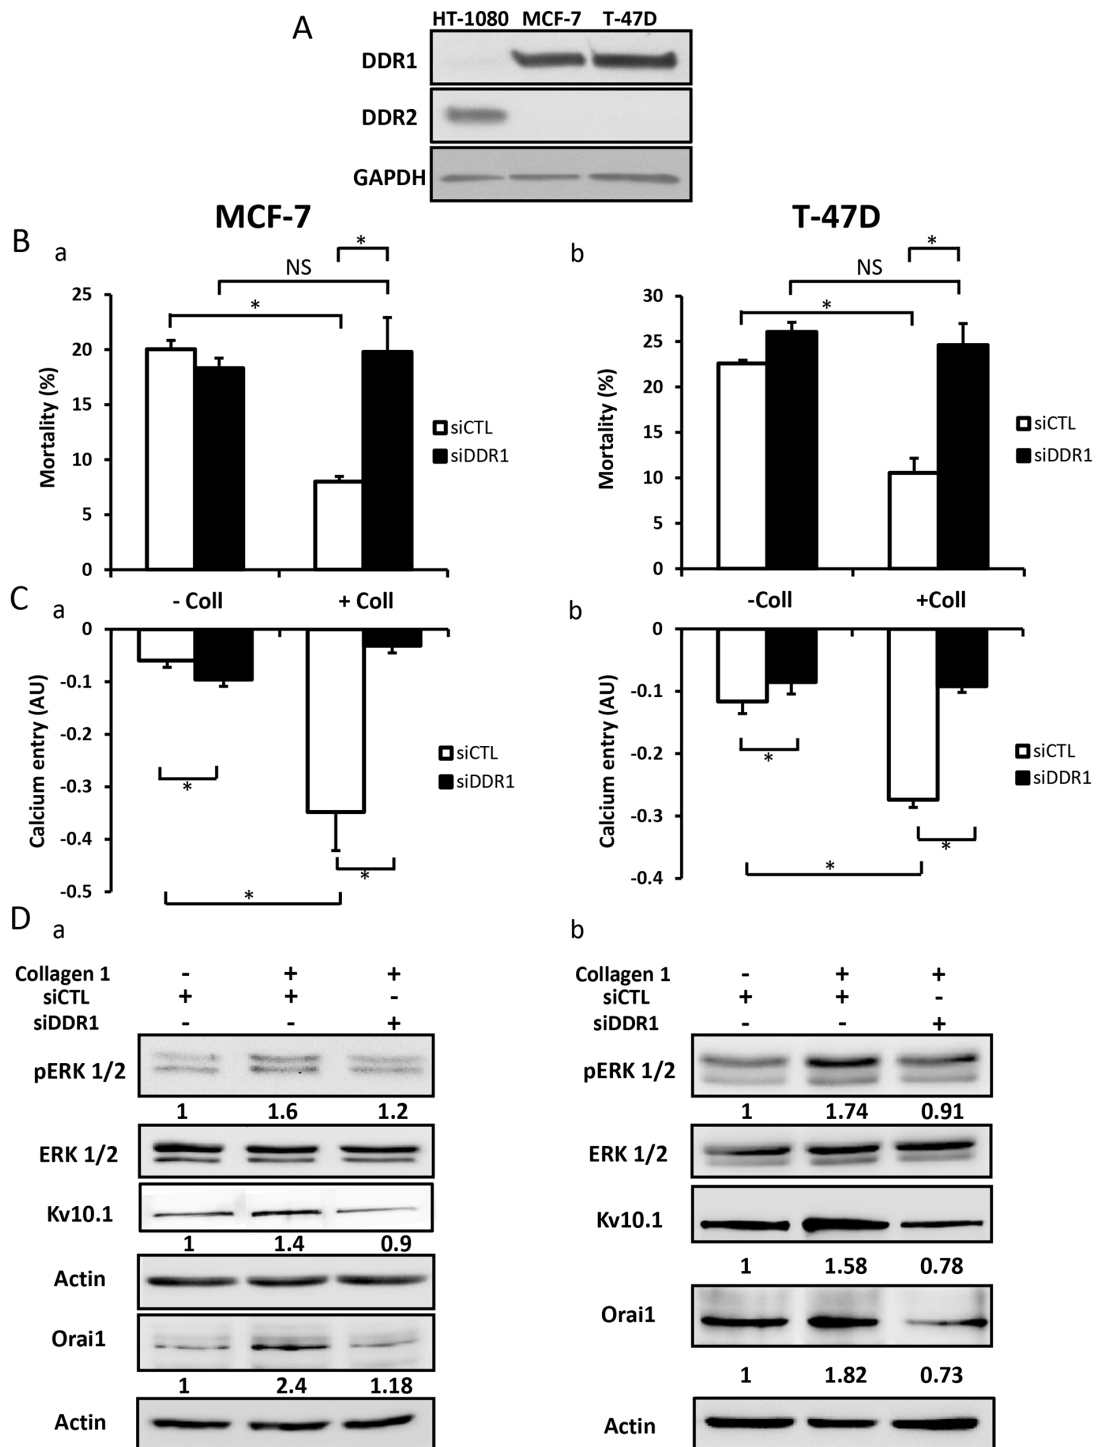 A
HT-1080 MCF-7 T-47D
DDR1
DDR2
GAPDH
MCF-7
T-47D
B
a
*
NS
*
25
20
15
10
5
0
Mortality (%)
siCTL
siDDR1
- Coll
+ Coll
b
*
NS
*
30
25
20
15
10
5
0
Mortality (%)
siCTL
siDDR1
-Coll
+Coll
C
a
0
-0.1
-0.2
-0.3
-0.4
-0.5
Calcium entry (AU)
*
*
*
siCTL
siDDR1
b
0
-0.1
-0.2
-0.3
-0.4
Calcium entry (AU)
*
*
*
siCTL
siDDR1
D
a
Collagen 1 - + +
siCTL + + -
siDDR1 - - +
pERK 1/2
1 1.6 1.2
ERK 1/2
Kv10.1
1 1.4 0.9
Actin
Orai1
1 2.4 1.18
Actin
b
Collagen 1 - + +
siCTL + + -
siDDR1 - - +
pERK 1/2
1 1.74 0.91
ERK 1/2
Kv10.1
1 1.58 0.78
Orai1
1 1.82 0.73
Actin